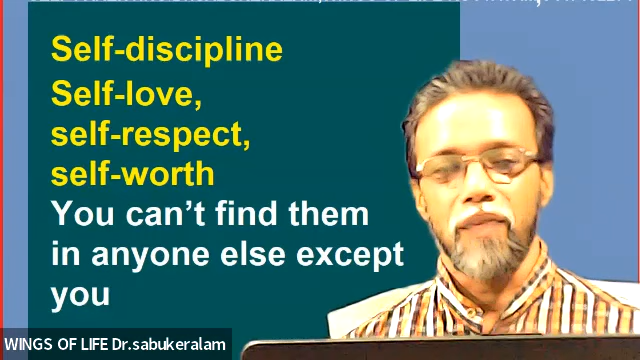 Self-discipline
Self-love,
self-respect,
self-worth
You can't find them
in anyone else except
you
WINGS OF LIFE Dr.sabukeralam